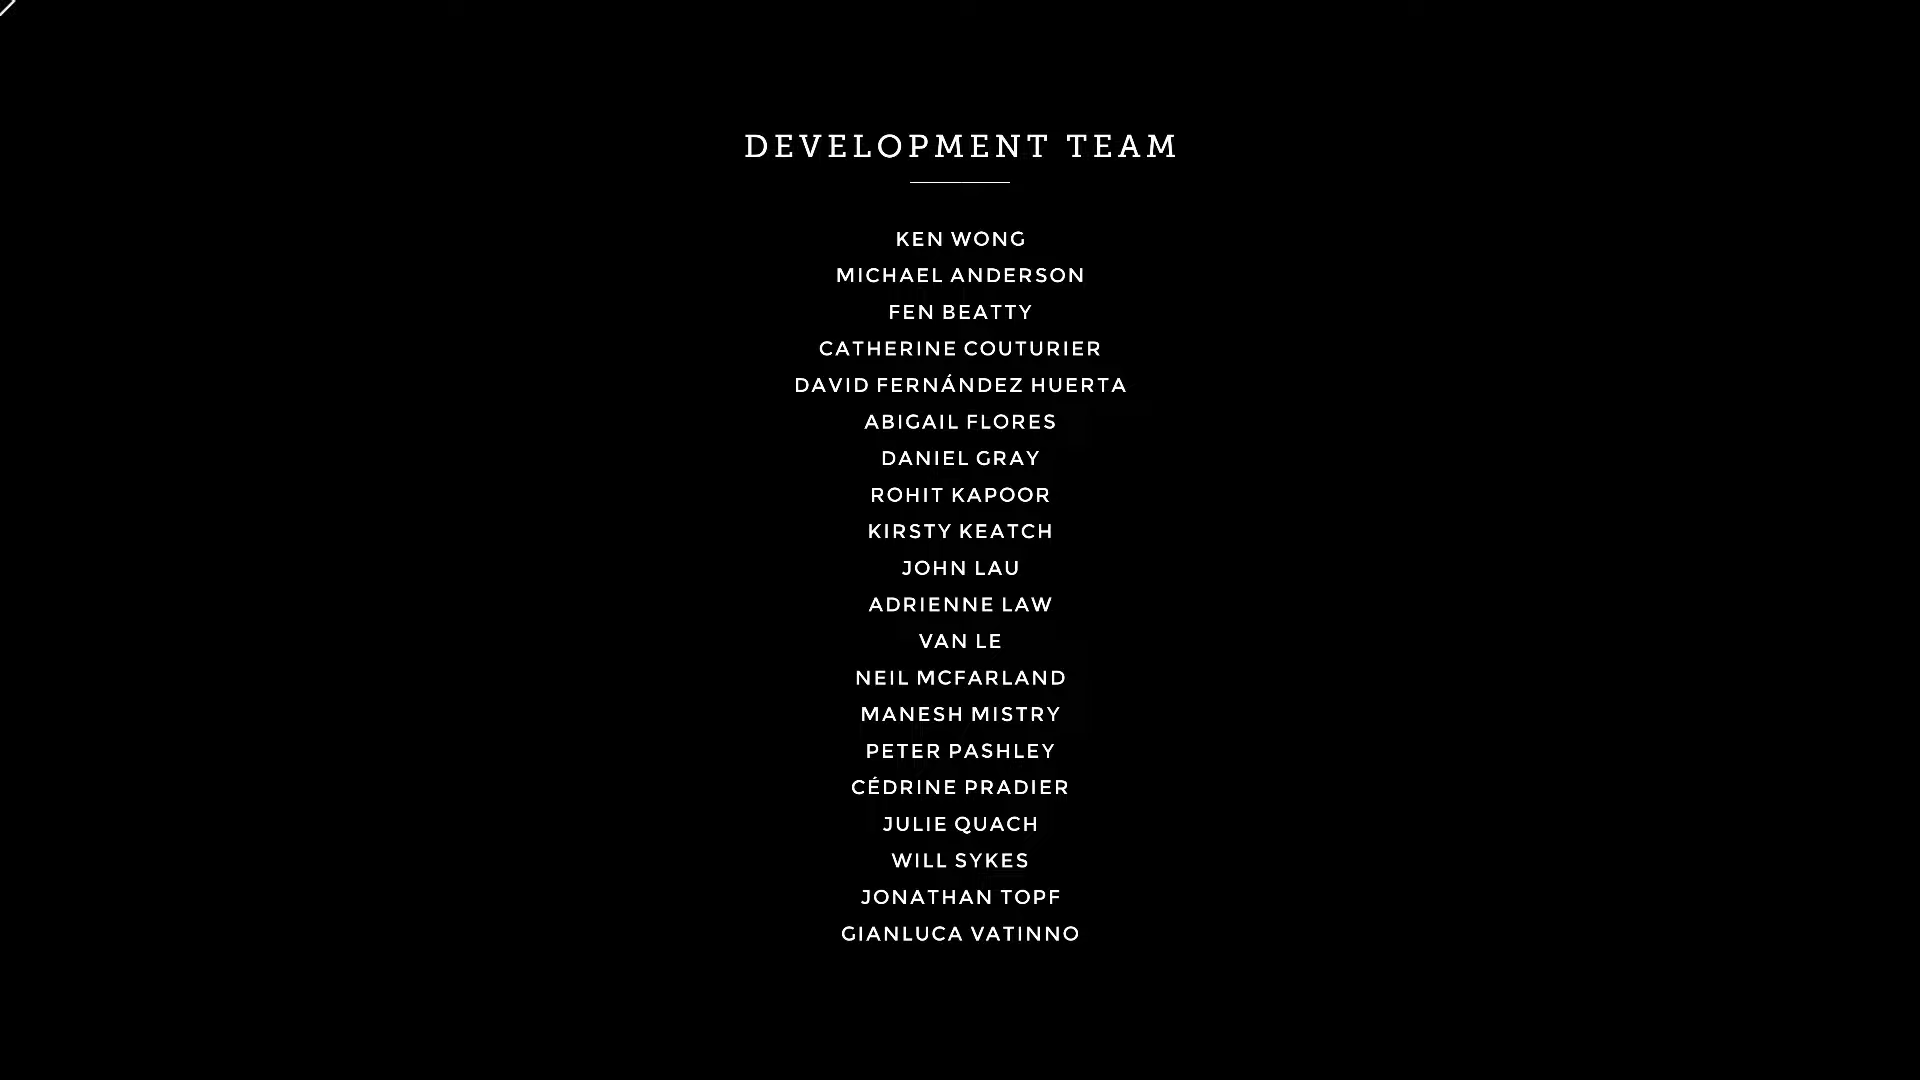 DEVELOPMENT TEAM
KEN WONG
MICHAEL ANDERSON
FEN BEATTY
CATHERINE COUTURIER
DAVID FERNÁNDEZ HUERTA
ABIGAIL FLORES
DANIEL GRAY
ROHIT KAPOOR
KIRSTY KEATCH
JOHN LAU
ADRIENNE LAW
VAN LE
NEIL MCFARLAND
MANESH MISTRY
PETER PASHLEY
CÉDRINE PRADIER
JULIE QUACH
WILL SYKES
JONATHAN TOPF
GIANLUCA VATINNO